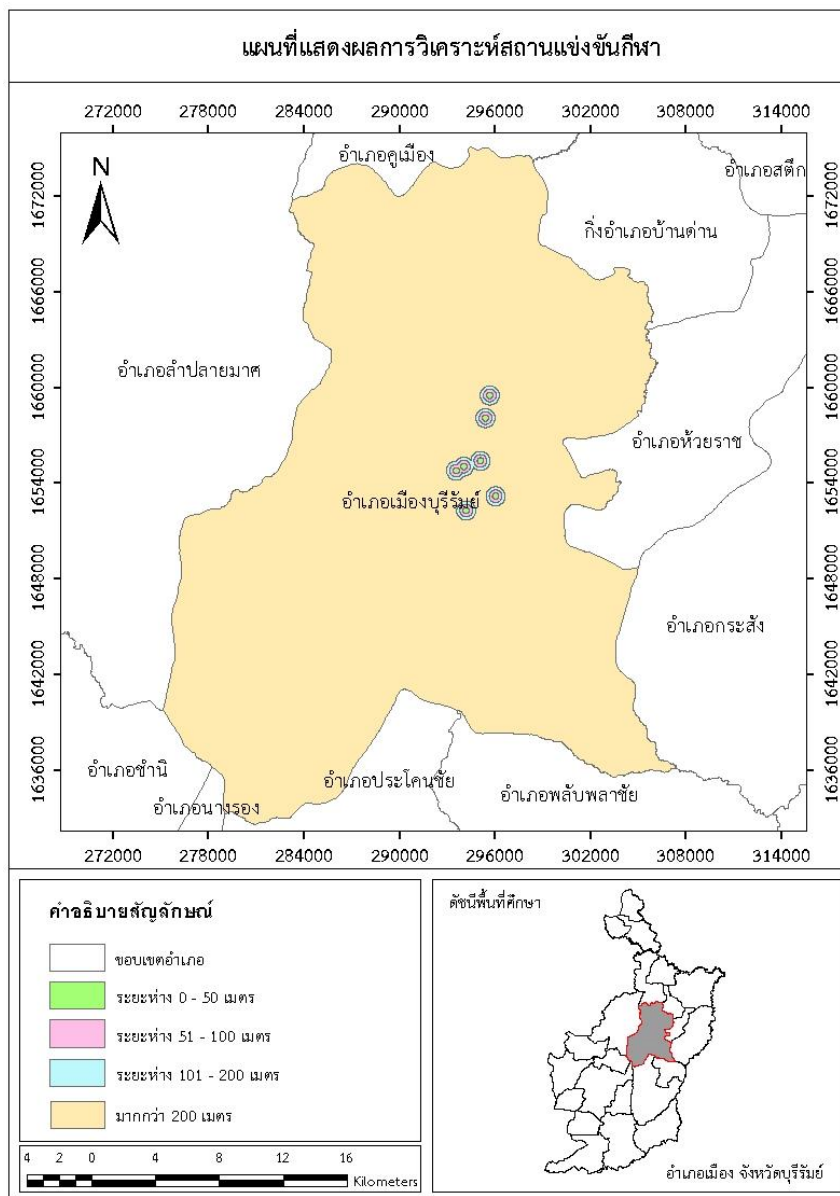 แผนที่แสดงผลการวิเคราะห์สถานแข่งขันกีฬา
272000 278000 284000 290000 296000 302000 308000 314000
N
อำเภอคูเมือง
อำเภอสตึก
กิ่งอำเภอบ้านด่าน
อำเภอลำปลายมาศ
อำเภอห้วยราช
อำเภอเมืองบุรีรัมย์
อำเภอกระสัง
อำเภอชำนิ
อำเภอนางรอง
อำเภอประโคนชัย
อำเภอพลับพลาชัย
1672000 1672000
1666000 1666000
1660000 1660000
1654000 1654000
1648000 1648000
1642000 1642000
1636000 1636000
272000 278000 284000 290000 296000 302000 308000 314000
คำอธิบายสัญลักษณ์
ขอบเขตอำเภอ
ระยะห่าง 0 - 50 เมตร
ระยะห่าง 51 - 100 เมตร
ระยะห่าง 101 - 200 เมตร
มากกว่า 200 เมตร
4 2 0 4 8 12 16
Kilometers
ดัชนีพื้นที่ศึกษา
อำเภอเมือง จังหวัดบุรีรัมย์